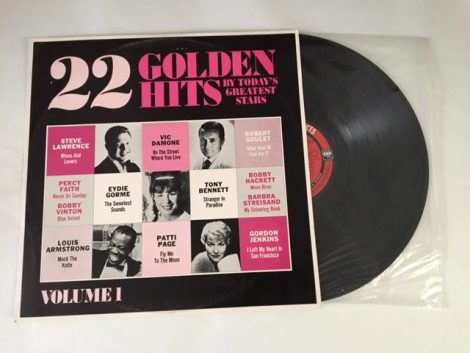 22 GOLDEN
HITS BY TODAY'S
GREATEST
STARS
STEVE
LAWRENCE
Wives And
Lovers
VIC
DAMONE
On The Street
Where You Live
ROBERT
GOULET
What Kind Of
Fool Am I?
PERCY
FAITH
Never On Sunday
BOBBY
VINTON
Blue Velvet
EYDIE
GORME
The Sweetest
Sounds
TONY
BENNETT
Stranger In
Paradise
BOBBY
HACKETT
Moon River
BARBRA
STREISAND
My Colouring Book
LOUIS
ARMSTRONG
Mack The
Knife
PATTI
PAGE
Fly Me
To The Moon
GORDON
JENKINS
I Left My Heart In
San Francisco
VOLUME 1